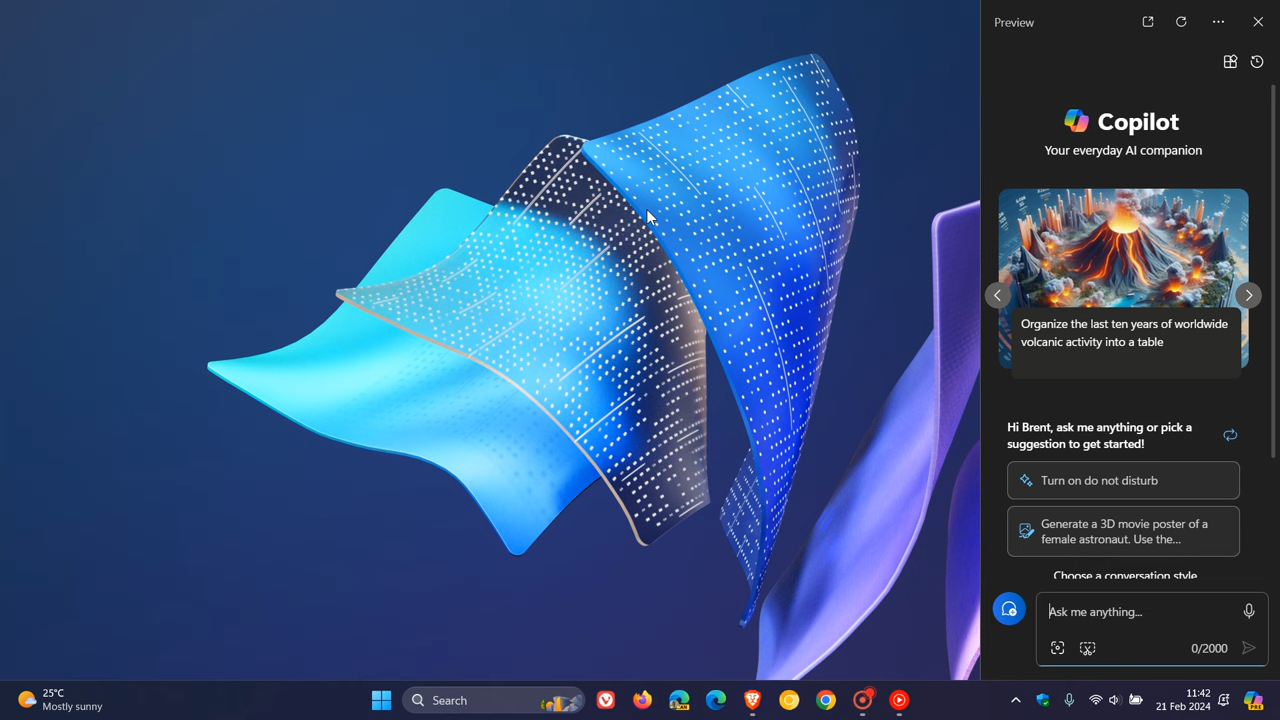 Preview
Copilot
Your everyday AI companion
Organize the last ten years of worldwide
volcanic activity into a table
Hi Brent, ask me anything or pick a
suggestion to get started!
Turn on do not disturb
Generate a 3D movie poster of a
female astronaut. Use the...
Choose a conversation style
Ask me anything...
0/2000
25°C
Mostly sunny
Search
CAN
11:42
21 Feb 2024
PRE